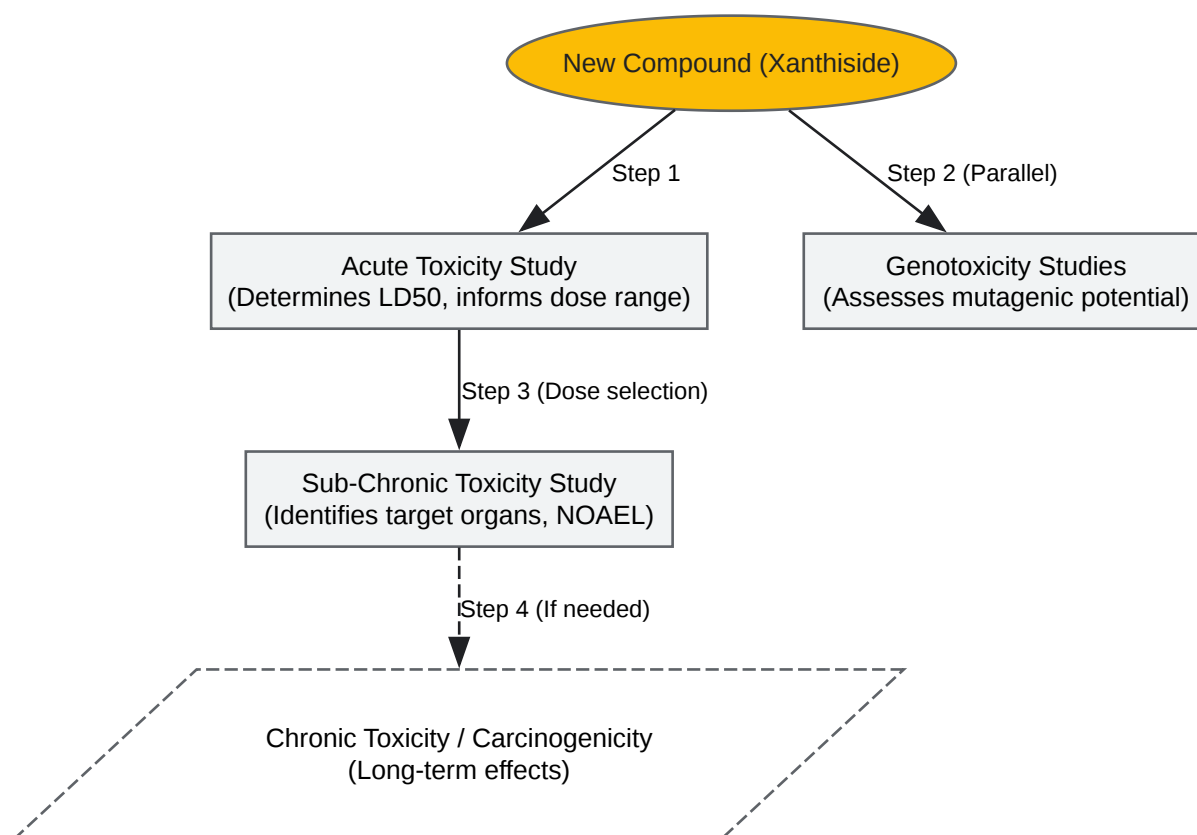 New Compound (Xanthiside)
Step 1
Step 2 (Parallel)
Acute Toxicity Study
(Determines LD50, informs dose range)
Genotoxicity Studies
(Assesses mutagenic potential)
Step 3 (Dose selection)
Sub-Chronic Toxicity Study
(Identifies target organs, NOAEL)
Step 4 (If needed)
Chronic Toxicity / Carcinogenicity
(Long-term effects)